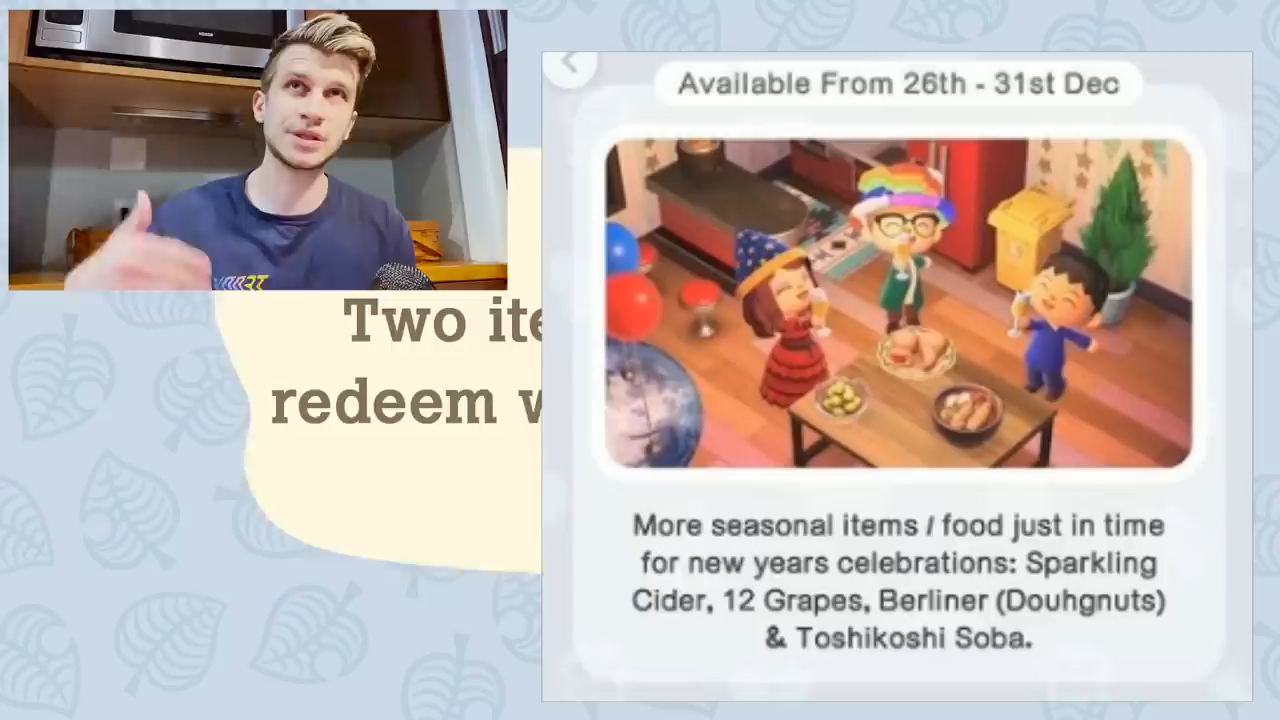 Available From 26th - 31st Dec
Two ite
redeem w
More seasonal items / food just in time
for new years celebrations: Sparkling
Cider, 12 Grapes, Berliner (Douhgnuts)
& Toshikoshi Soba.